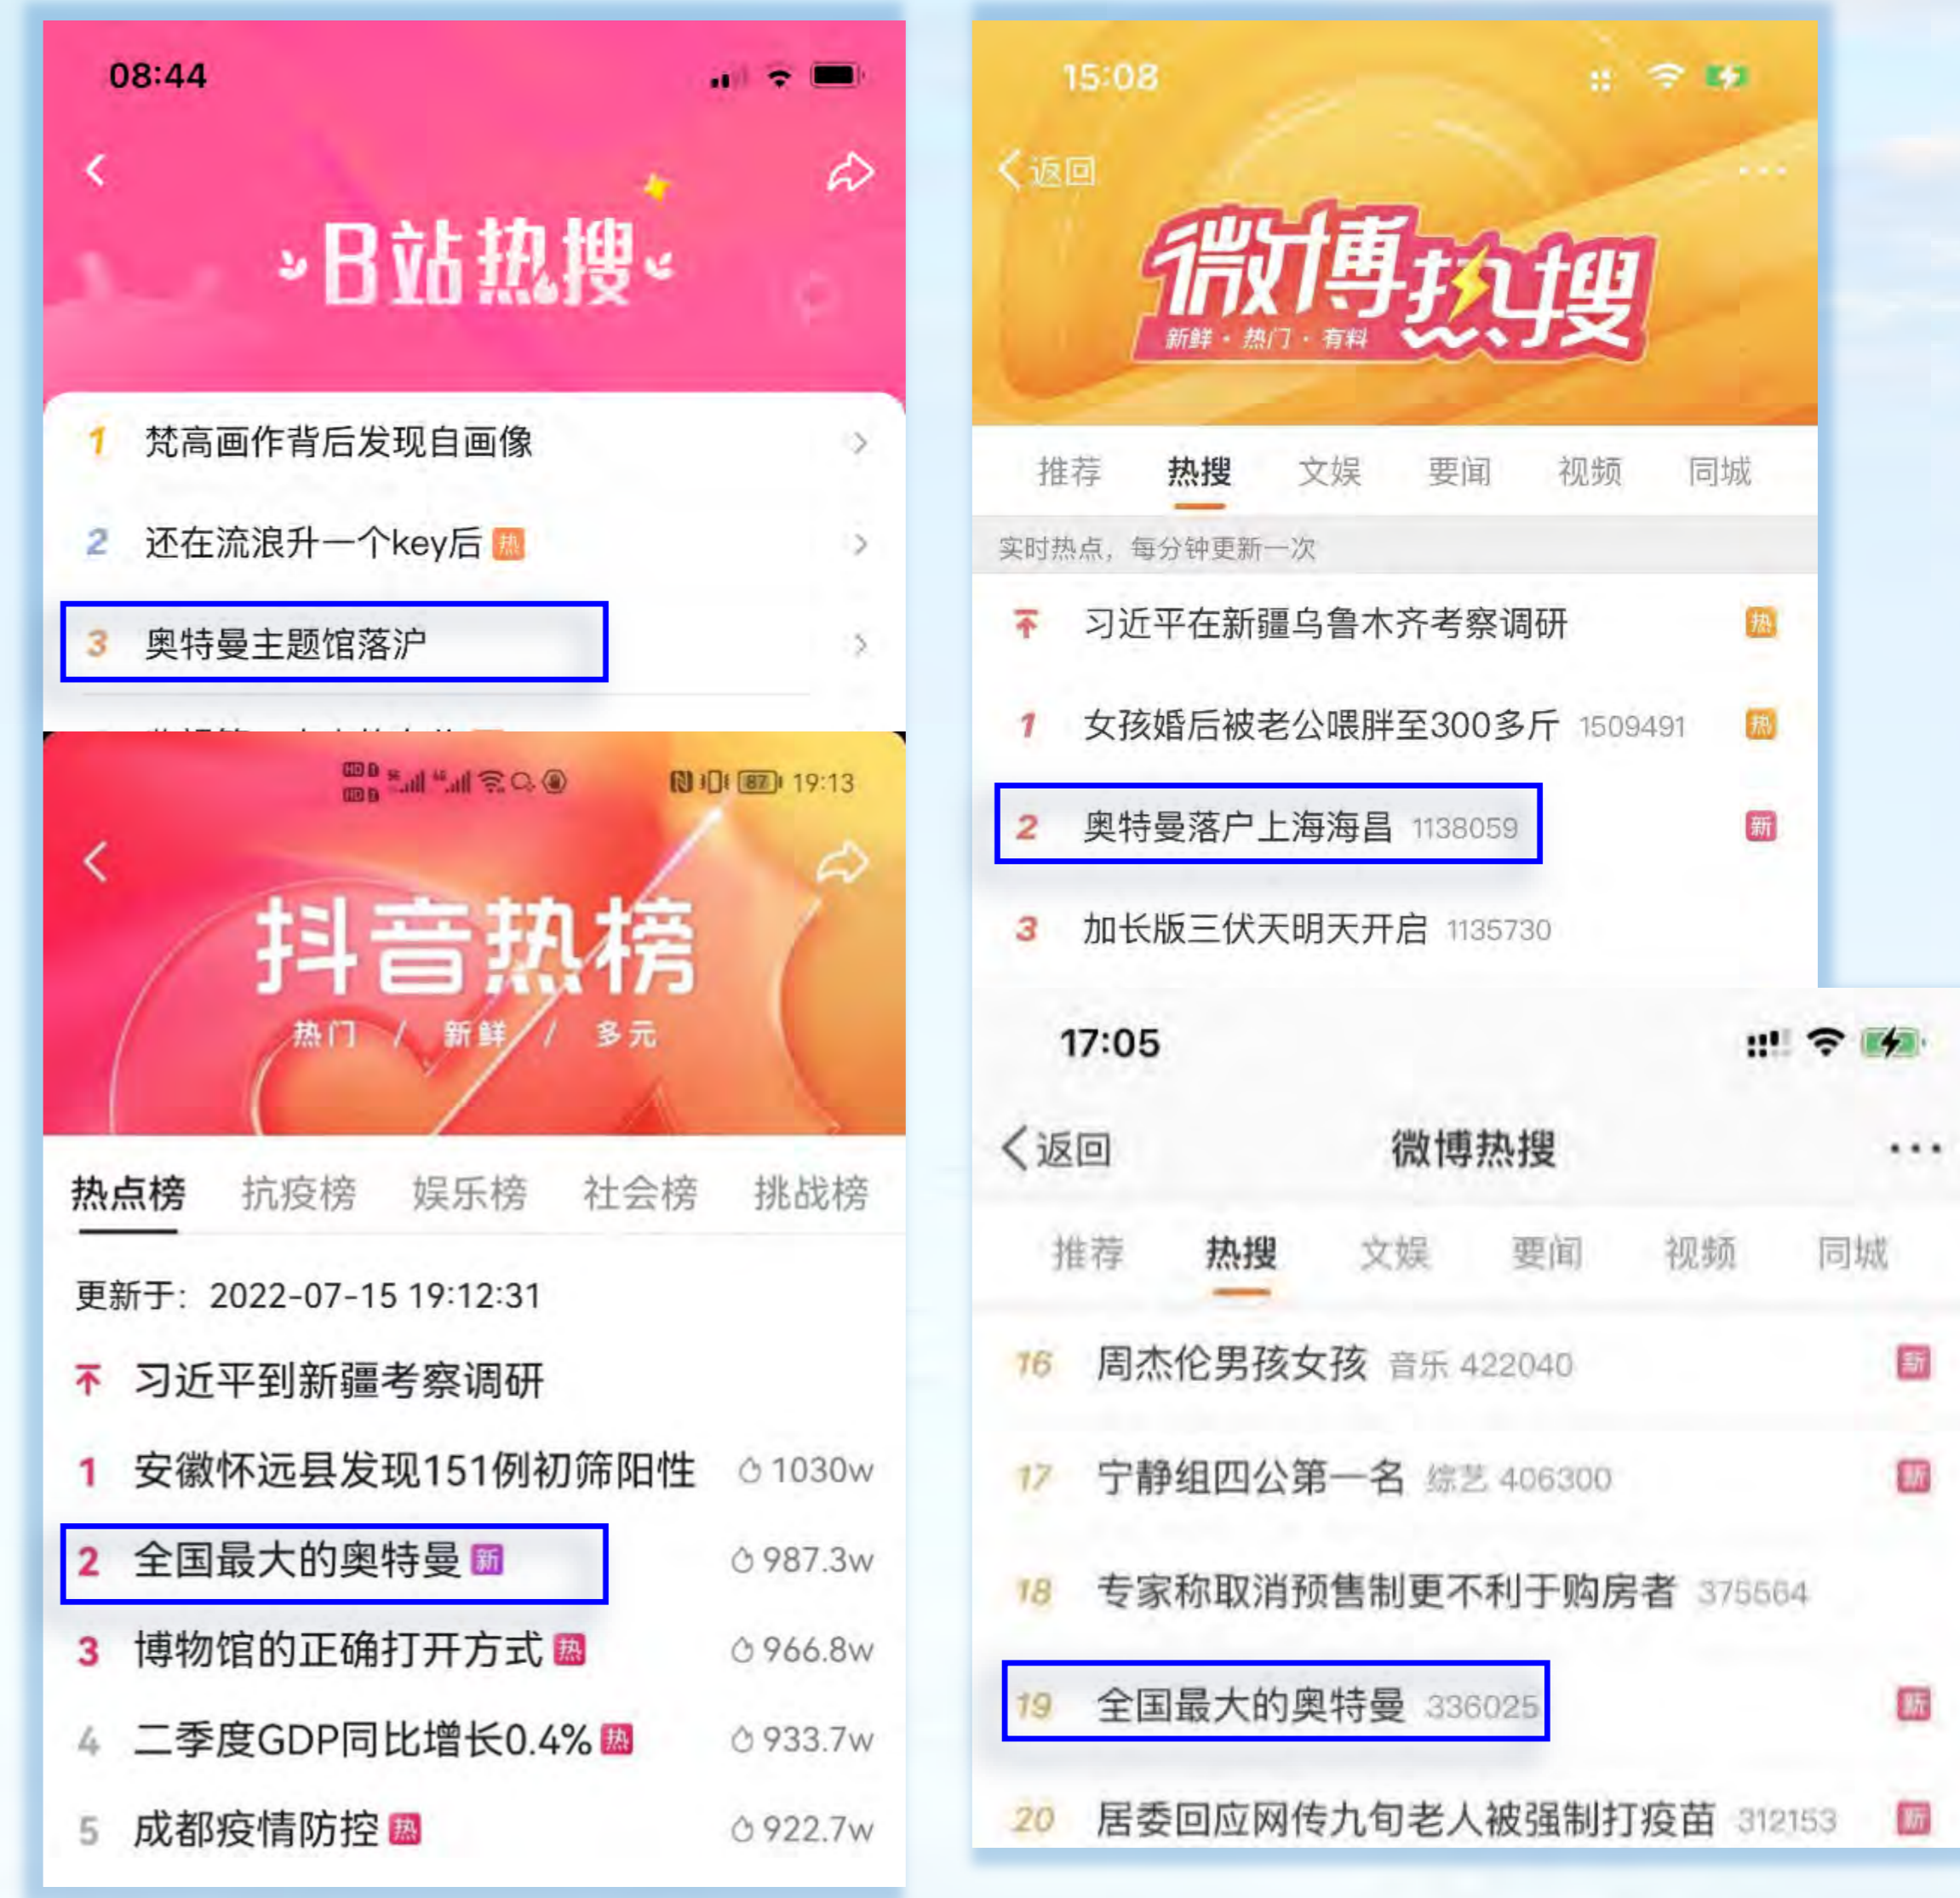 08:44
B站热搜
1 梵高画作背后发现自画像
2 还在流浪升一个key后 热
3 奥特曼主题馆落沪
87 19:13
抖音热榜
热门 / 新鲜 / 多元
热点榜 抗疫榜 娱乐榜 社会榜 挑战榜
更新于：2022-07-15 19:12:31
习近平到新疆考察调研
1 安徽怀远县发现151例初筛阳性 1030w
2 全国最大的奥特曼 新 987.3w
3 博物馆的正确打开方式 热 966.8w
4 二季度GDP同比增长0.4% 热 933.7w
5 成都疫情防控 热 922.7w
15:08
返回
微博热搜
新鲜·热门·有料
推荐 热搜 文娱 要闻 视频 同城
实时热点，每分钟更新一次
习近平在新疆乌鲁木齐考察调研 热
1 女孩婚后被老公喂胖至300多斤 1509491 热
2 奥特曼落户上海海昌 1138059 新
3 加长版三伏天明天开启 1135730
17:05
返回 微博热搜
推荐 热搜 文娱 要闻 视频 同城
16 周杰伦男孩女孩 音乐 422040 新
17 宁静组四公第一名 综艺 406300 新
18 专家称取消预售制更不利于购房者 375564
19 全国最大的奥特曼 336025 新
20 居委回应网传九旬老人被强制打疫苗 312153 新